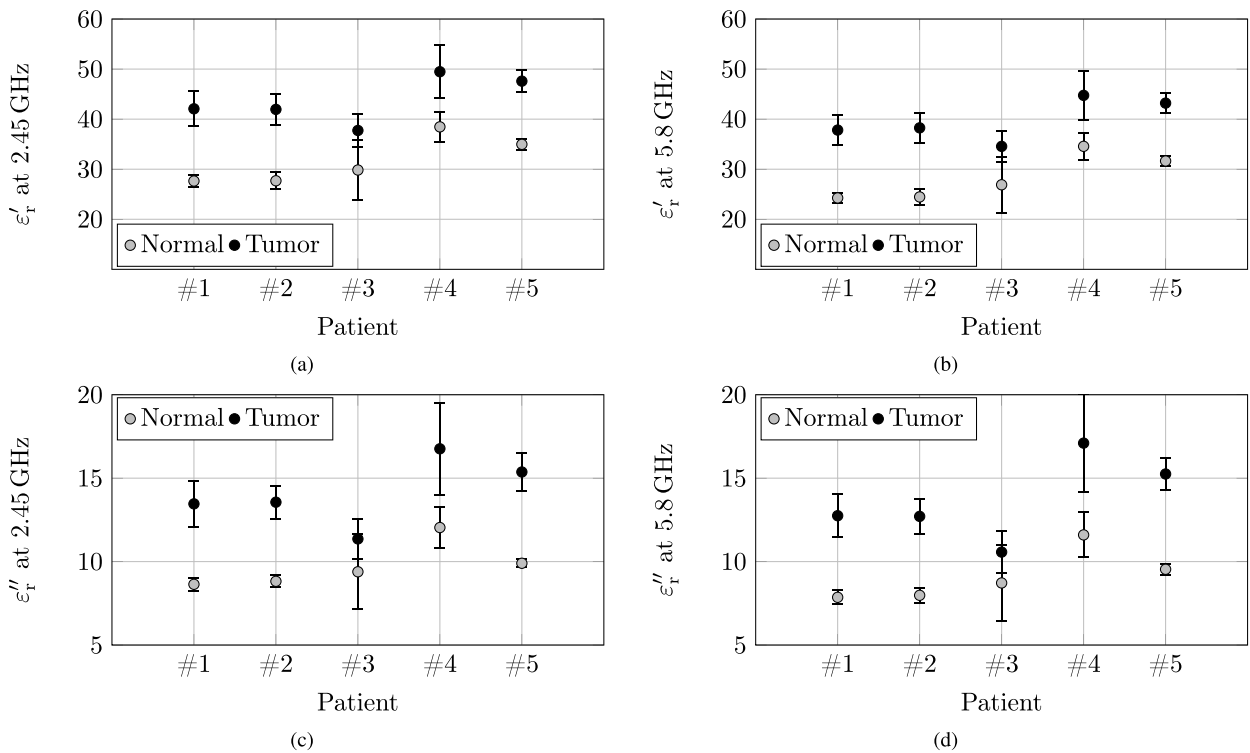 60
50
40
30
20
ε′r at 2.45 GHz
Normal Tumor
#1 #2 #3 #4 #5
Patient
(a)
60
50
40
30
20
ε′r at 5.8 GHz
Normal Tumor
#1 #2 #3 #4 #5
Patient
(b)
20
15
10
5
ε″r at 2.45 GHz
Normal Tumor
#1 #2 #3 #4 #5
Patient
(c)
20
15
10
5
ε″r at 5.8 GHz
Normal Tumor
#1 #2 #3 #4 #5
Patient
(d)